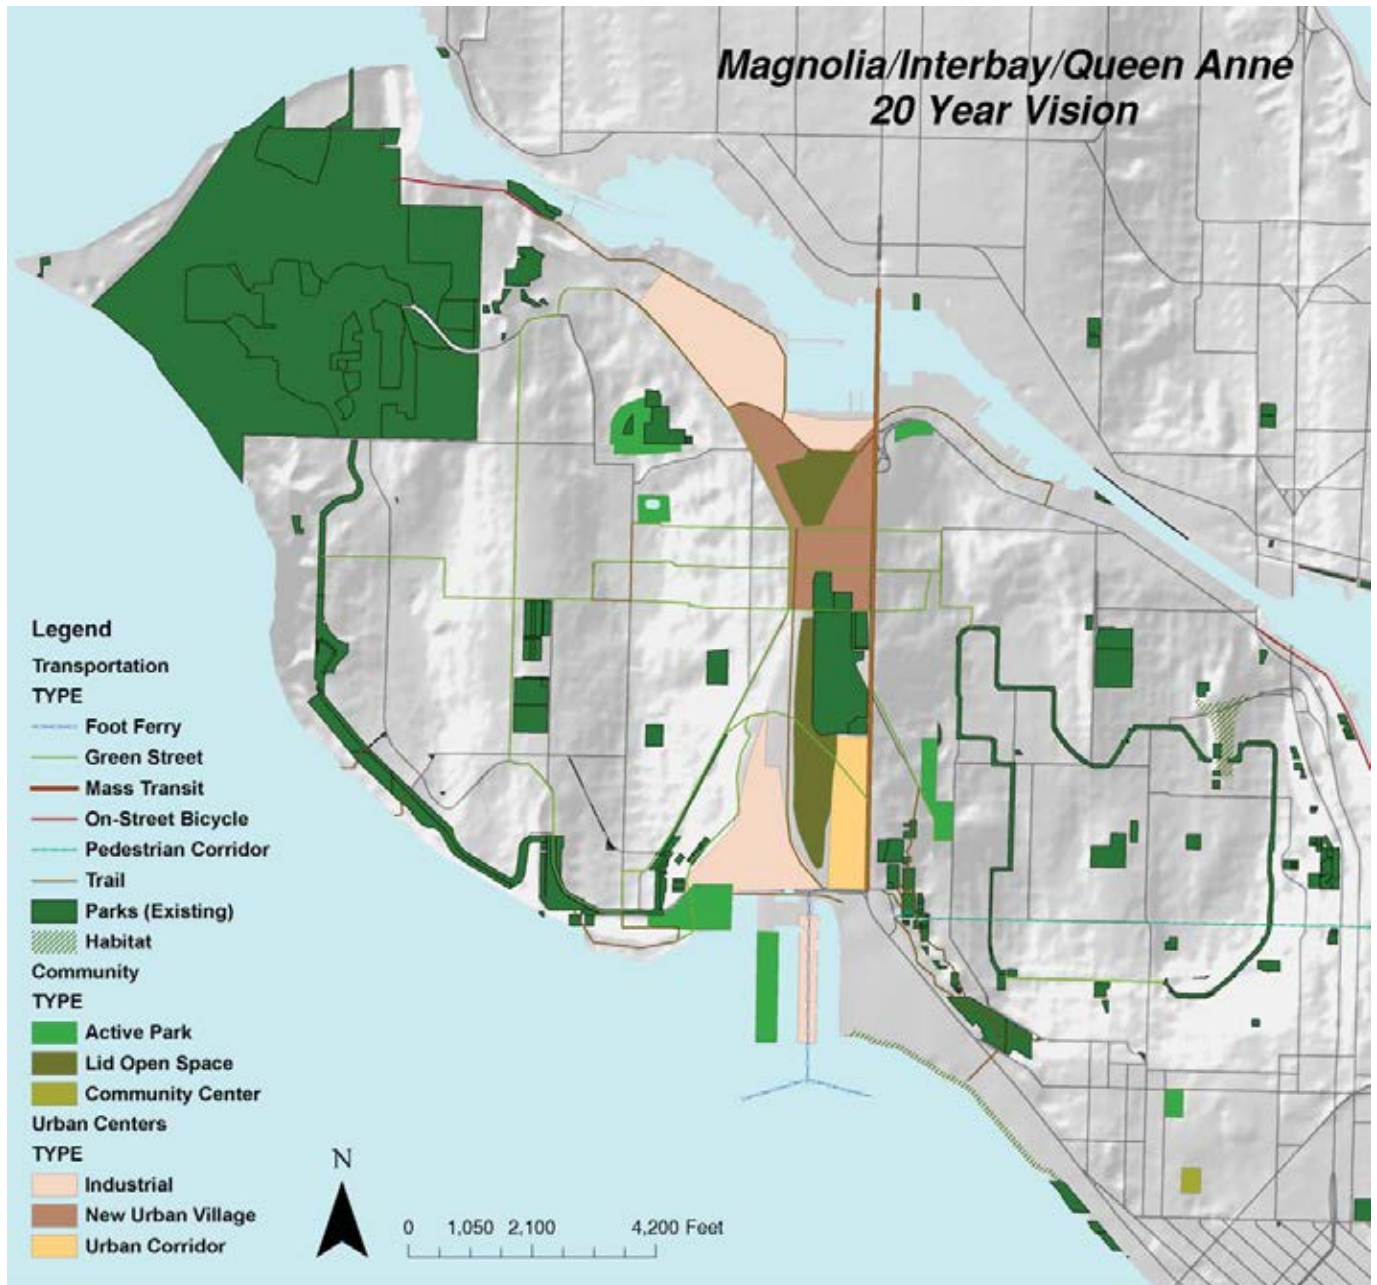 Magnolia/Interbay/Queen Anne
20 Year Vision
Legend
Transportation
TYPE
Foot Ferry
Green Street
Mass Transit
On-Street Bicycle
Pedestrian Corridor
Trail
Parks (Existing)
Habitat
Community
TYPE
Active Park
Lid Open Space
Community Center
Urban Centers
TYPE
Industrial
New Urban Village
Urban Corridor
N
0 1,050 2,100 4,200 Feet